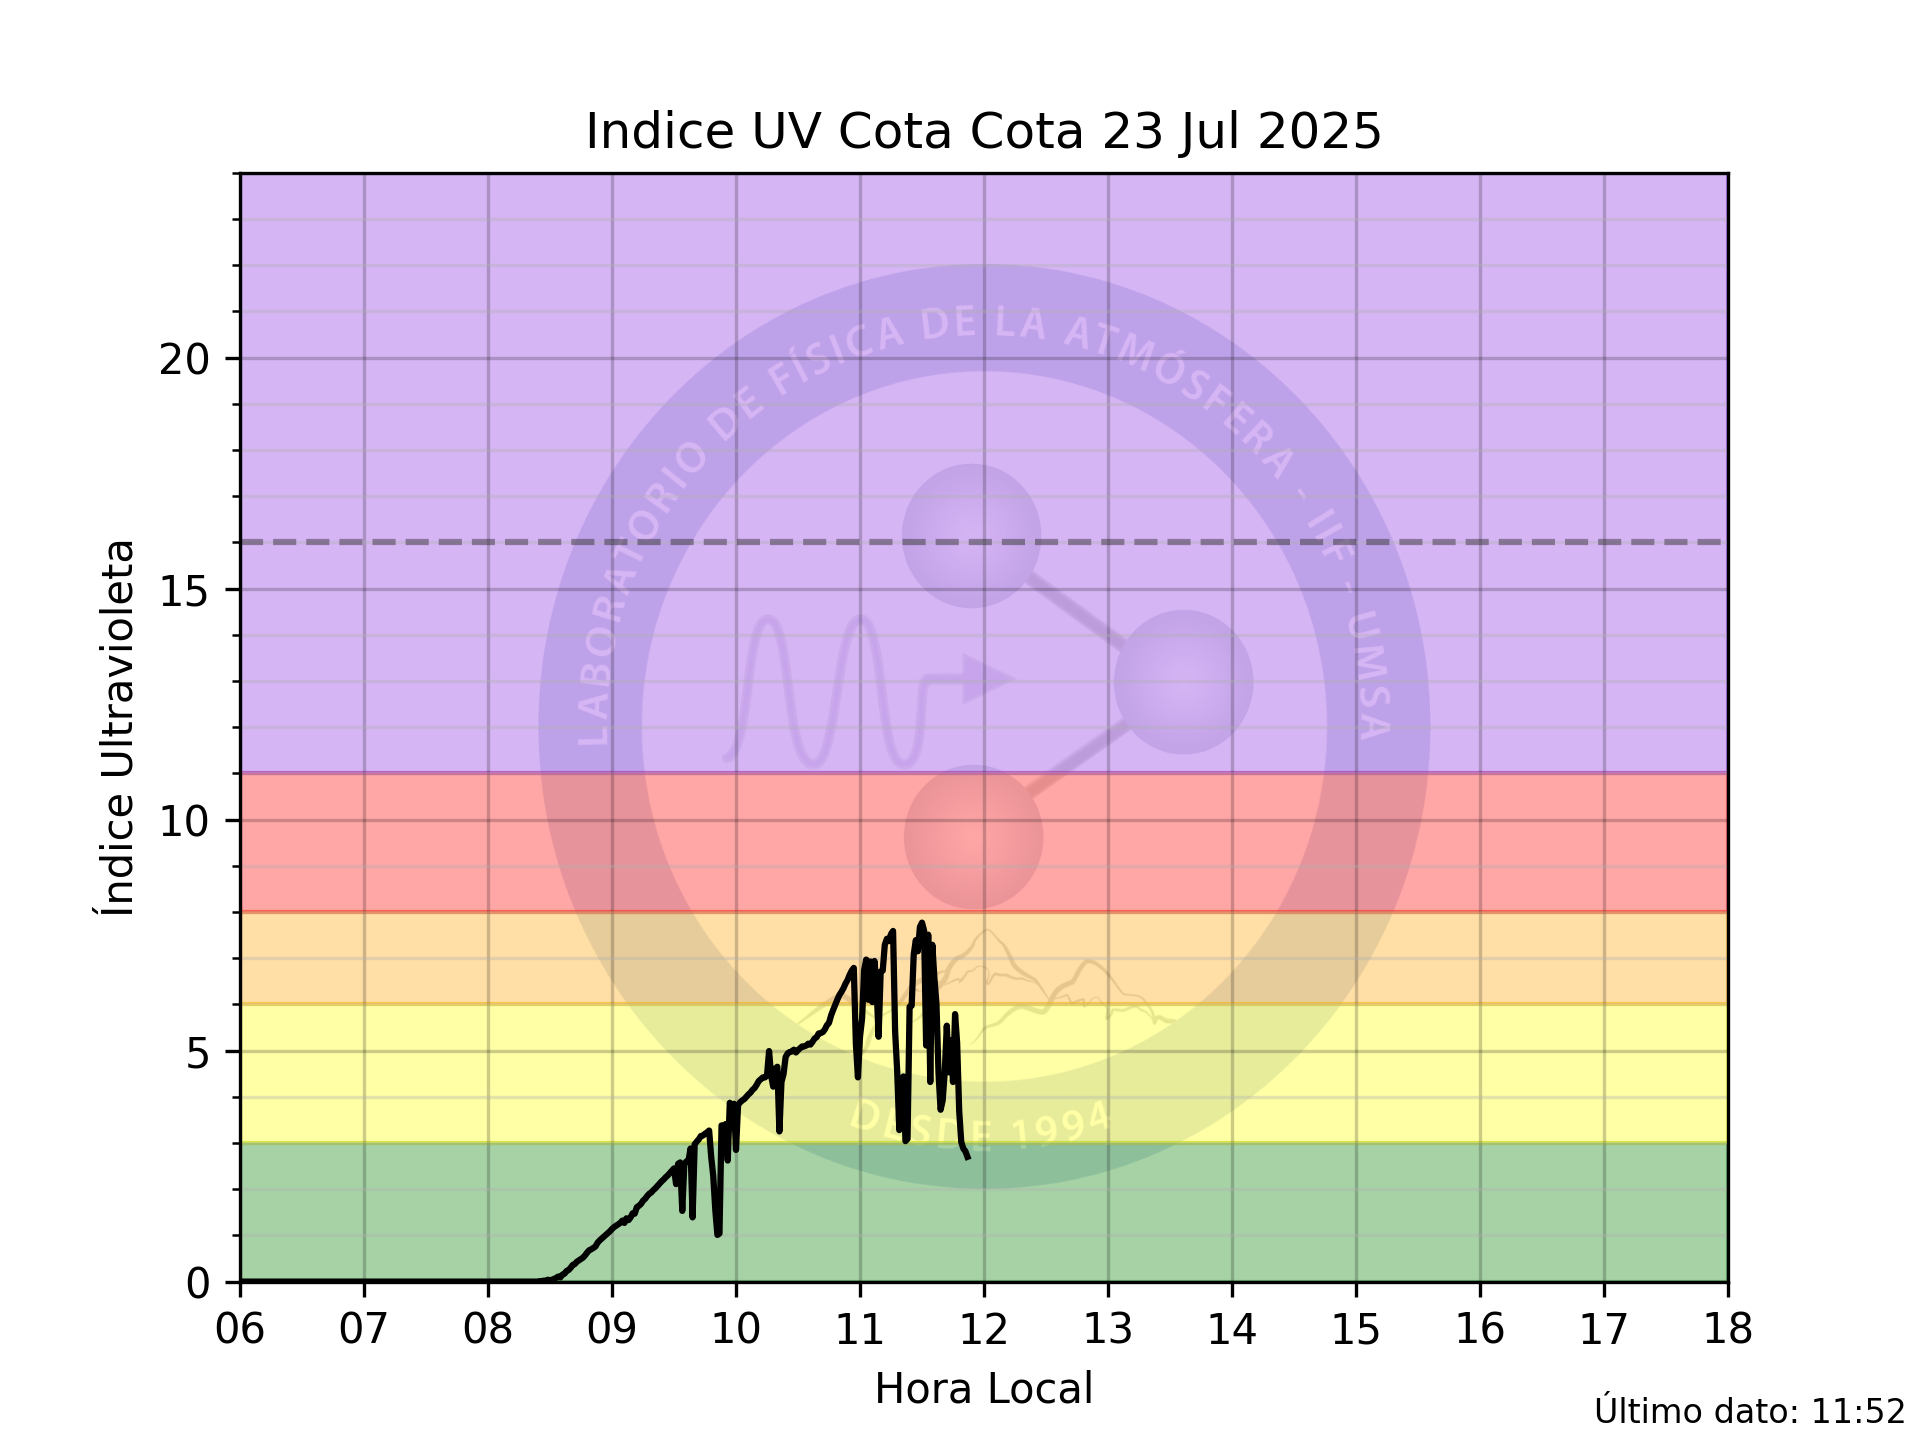 Indice UV Cota Cota 23 Jul 2025
Índice Ultravioleta
20
15
10
5
0
LABORATORIO DE FÍSICA DE LA ATMÓSFERA - IIF - UMSA
DESDE 1994
06 07 08 09 10 11 12 13 14 15 16 17 18
Hora Local
Último dato: 11:52